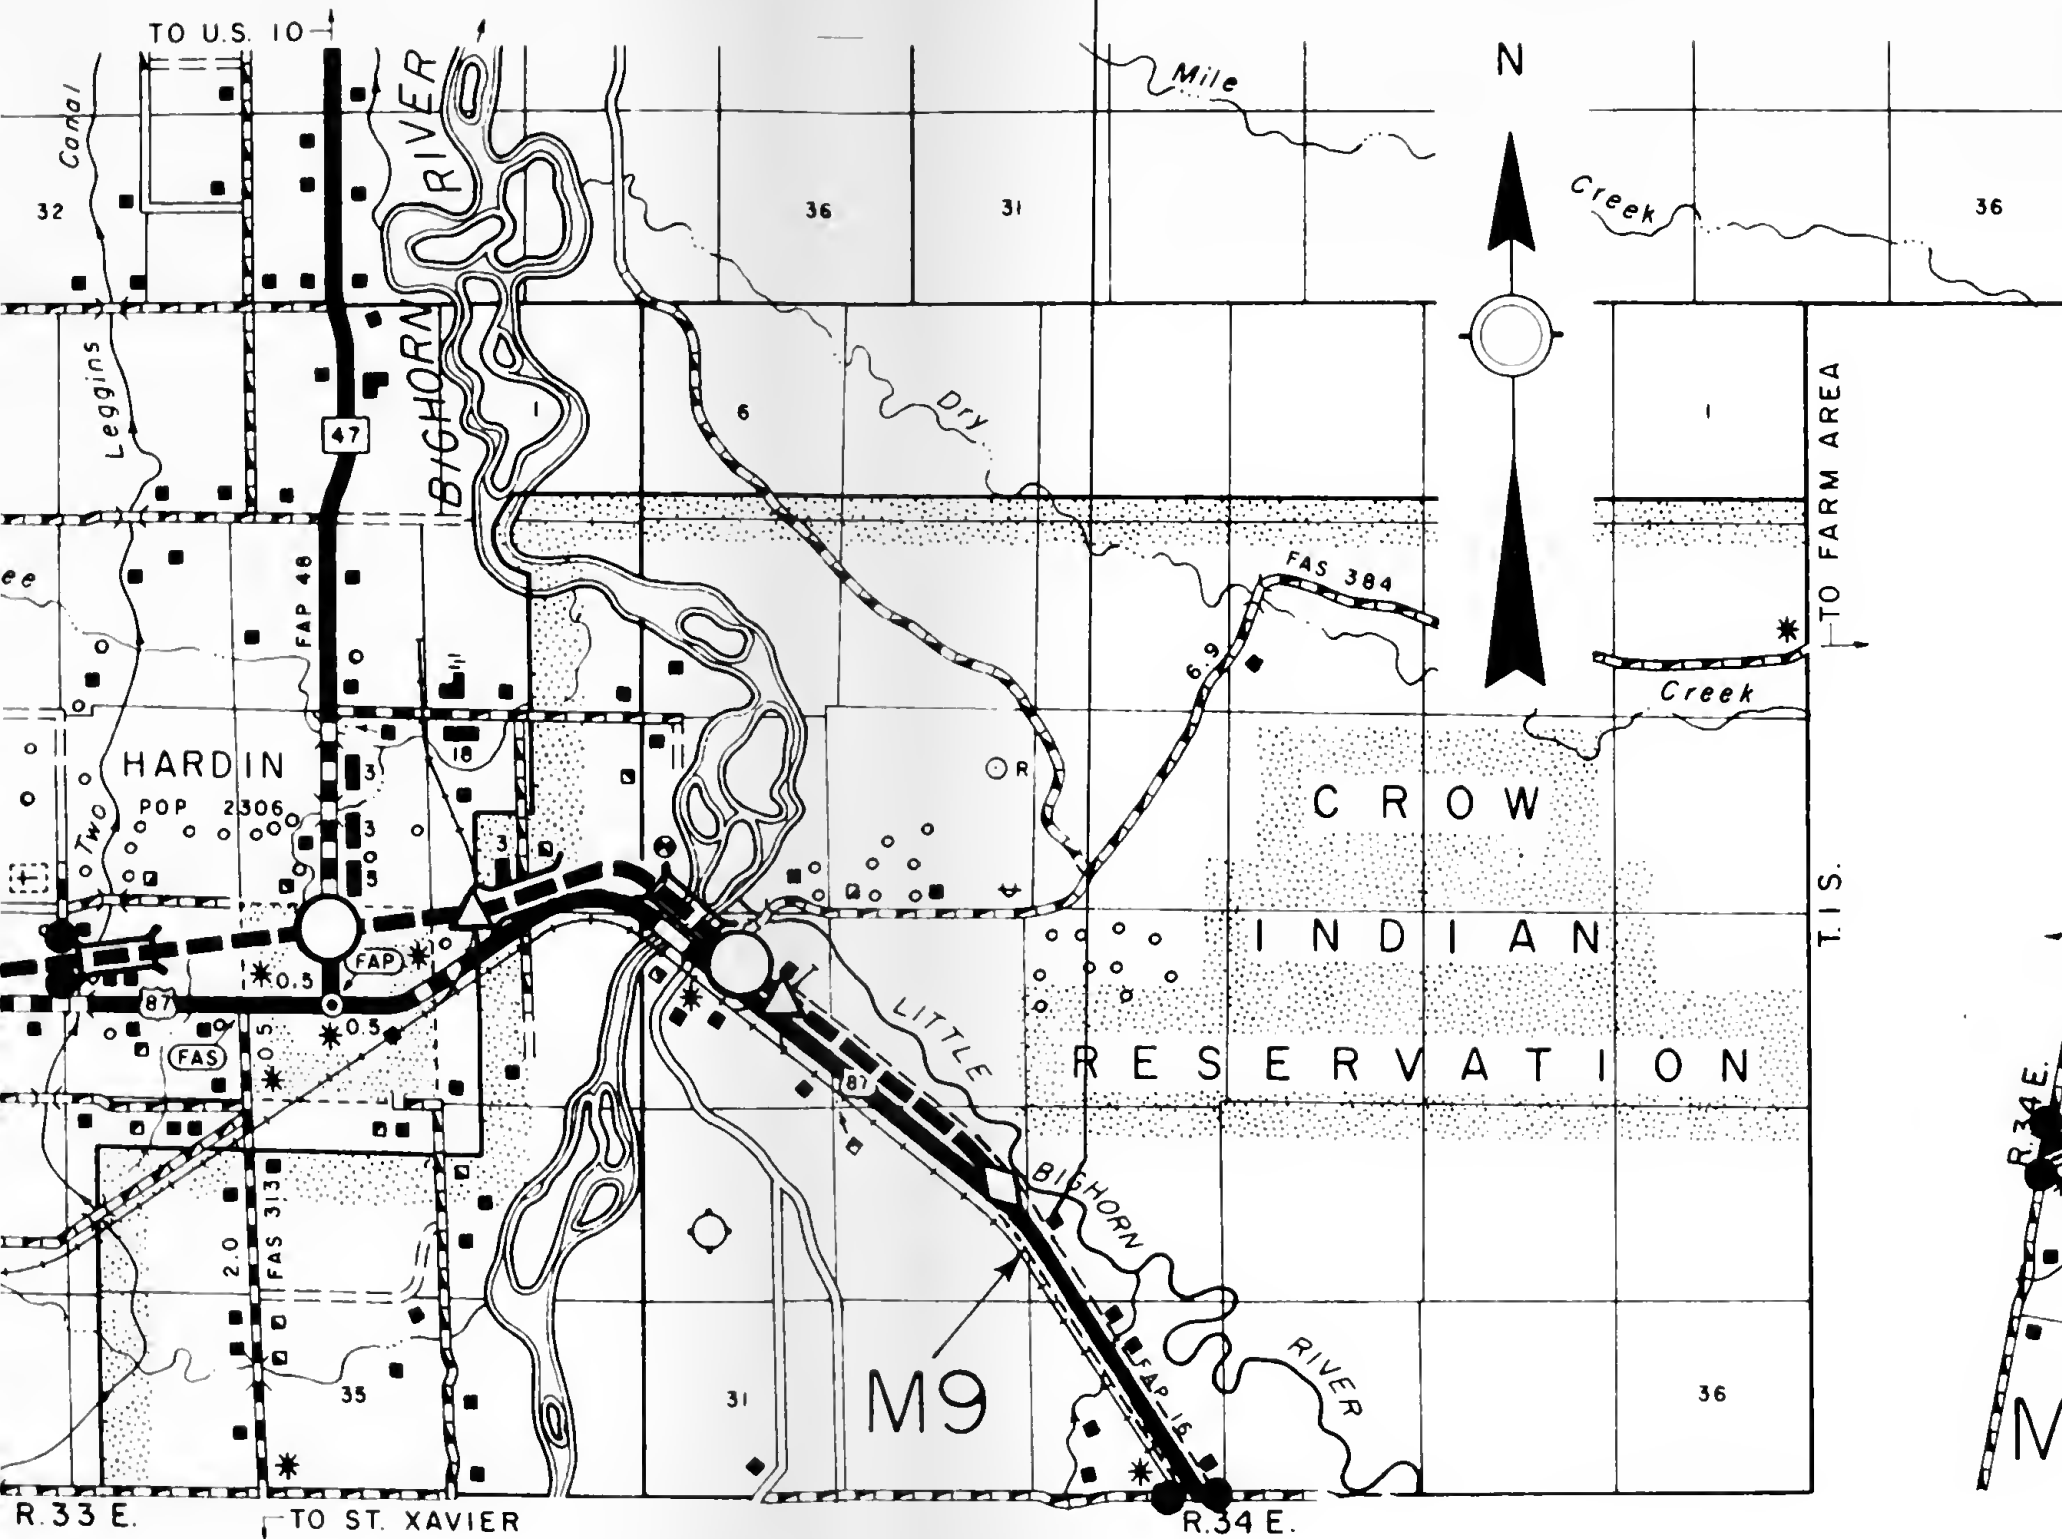 TO U.S. 10
N
Mile
Canal
RIVER
Creek
32
36
31
36
BIGHORN
Leggins
47
1
6
Dry
1
TO FARM AREA
ee
FAP 48
FAS 384
6.9
Creek
HARDIN
POP 2306
18
3
R
CROW
Two
3
3
3
T.1S.
INDIAN
FAP
0.5
87
LITTLE
0.5
0.5
FAS
87
RESERVATION
R.34E.
BIGHORN
FAS 313
2.0
RIVER
M9
FAP 16
35
31
36
M
R.33 E.
TO ST. XAVIER
R.34 E.